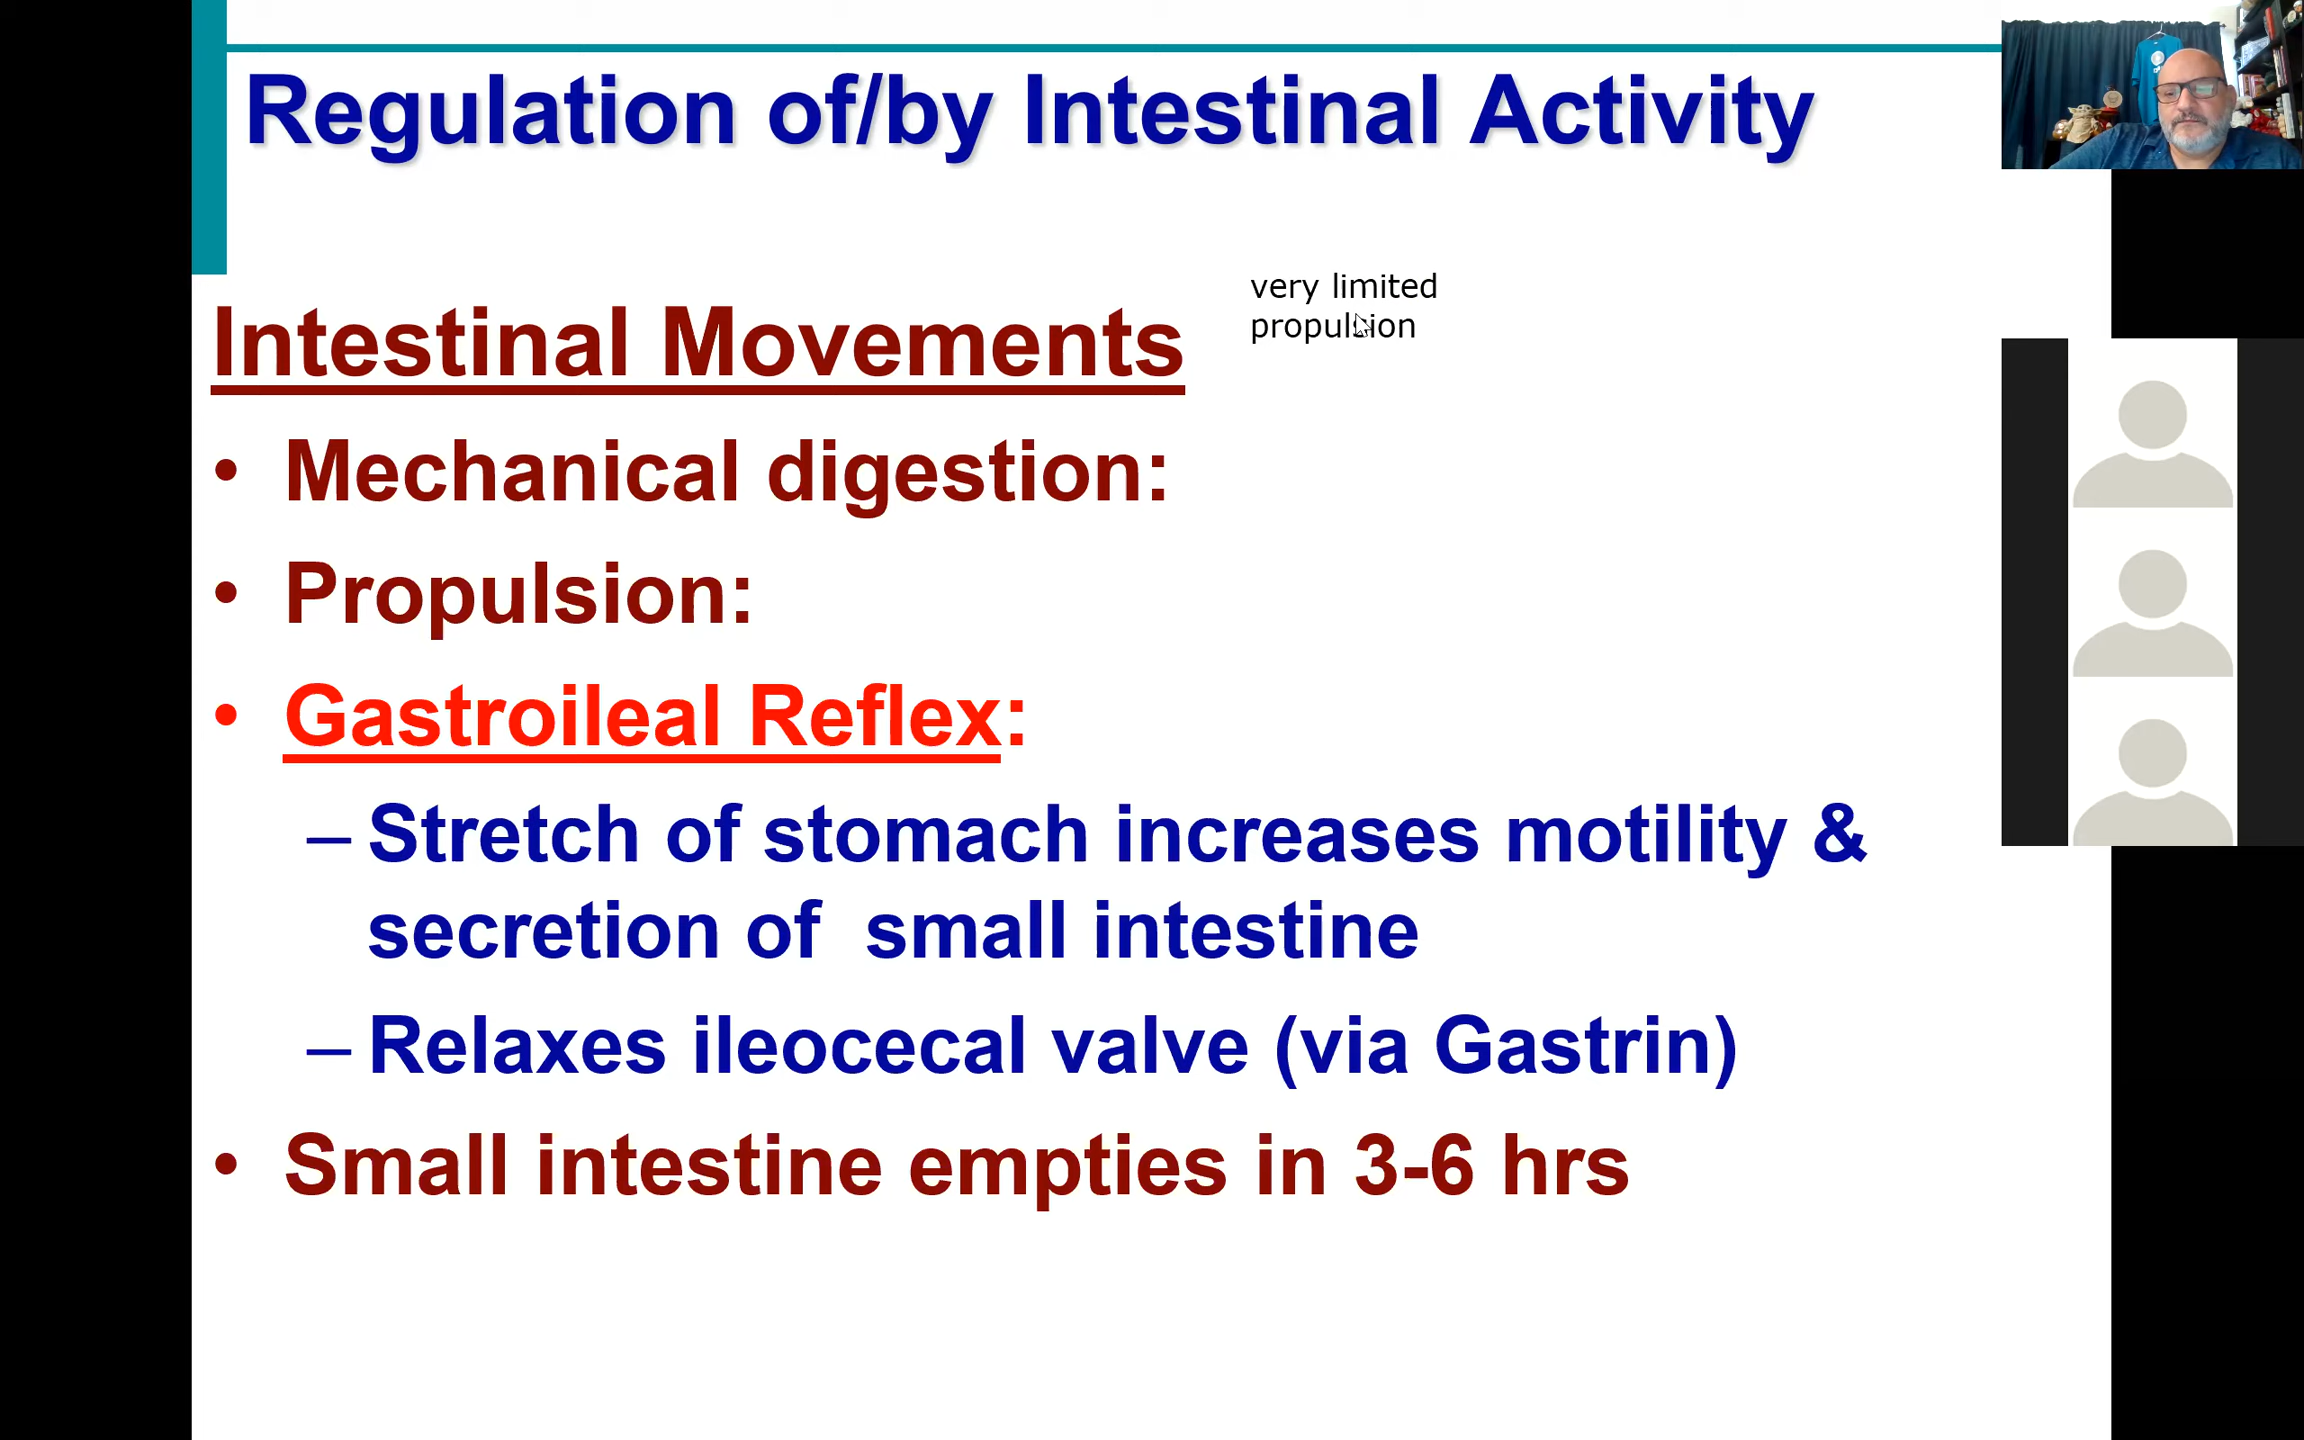 Regulation of/by Intestinal Activity
very limited
propulsion
Intestinal Movements
• Mechanical digestion:
• Propulsion:
• Gastroileal Reflex:
– Stretch of stomach increases motility &
secretion of small intestine
– Relaxes ileocecal valve (via Gastrin)
• Small intestine empties in 3-6 hrs